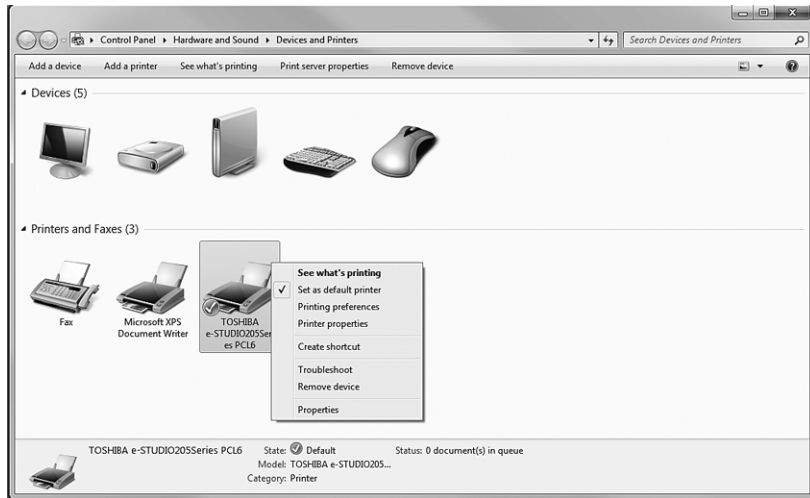 Control Panel Hardware and Sound Devices and Printers
Search Devices and Printers
Add a device Add a printer See what's printing Print server properties Remove device
Devices (5)
Printers and Faxes (3)
Fax
Microsoft XPS
Document Writer
TOSHIBA
e-STUDIO205Ser
es PCL6
See what's printing
Set as default printer
Printing preferences
Printer properties
Create shortcut
Troubleshoot
Remove device
Properties
TOSHIBA e-STUDIO205Series PCL6 State: Default Status: 0 document(s) in queue
Model: TOSHIBA e-STUDIO205...
Category: Printer